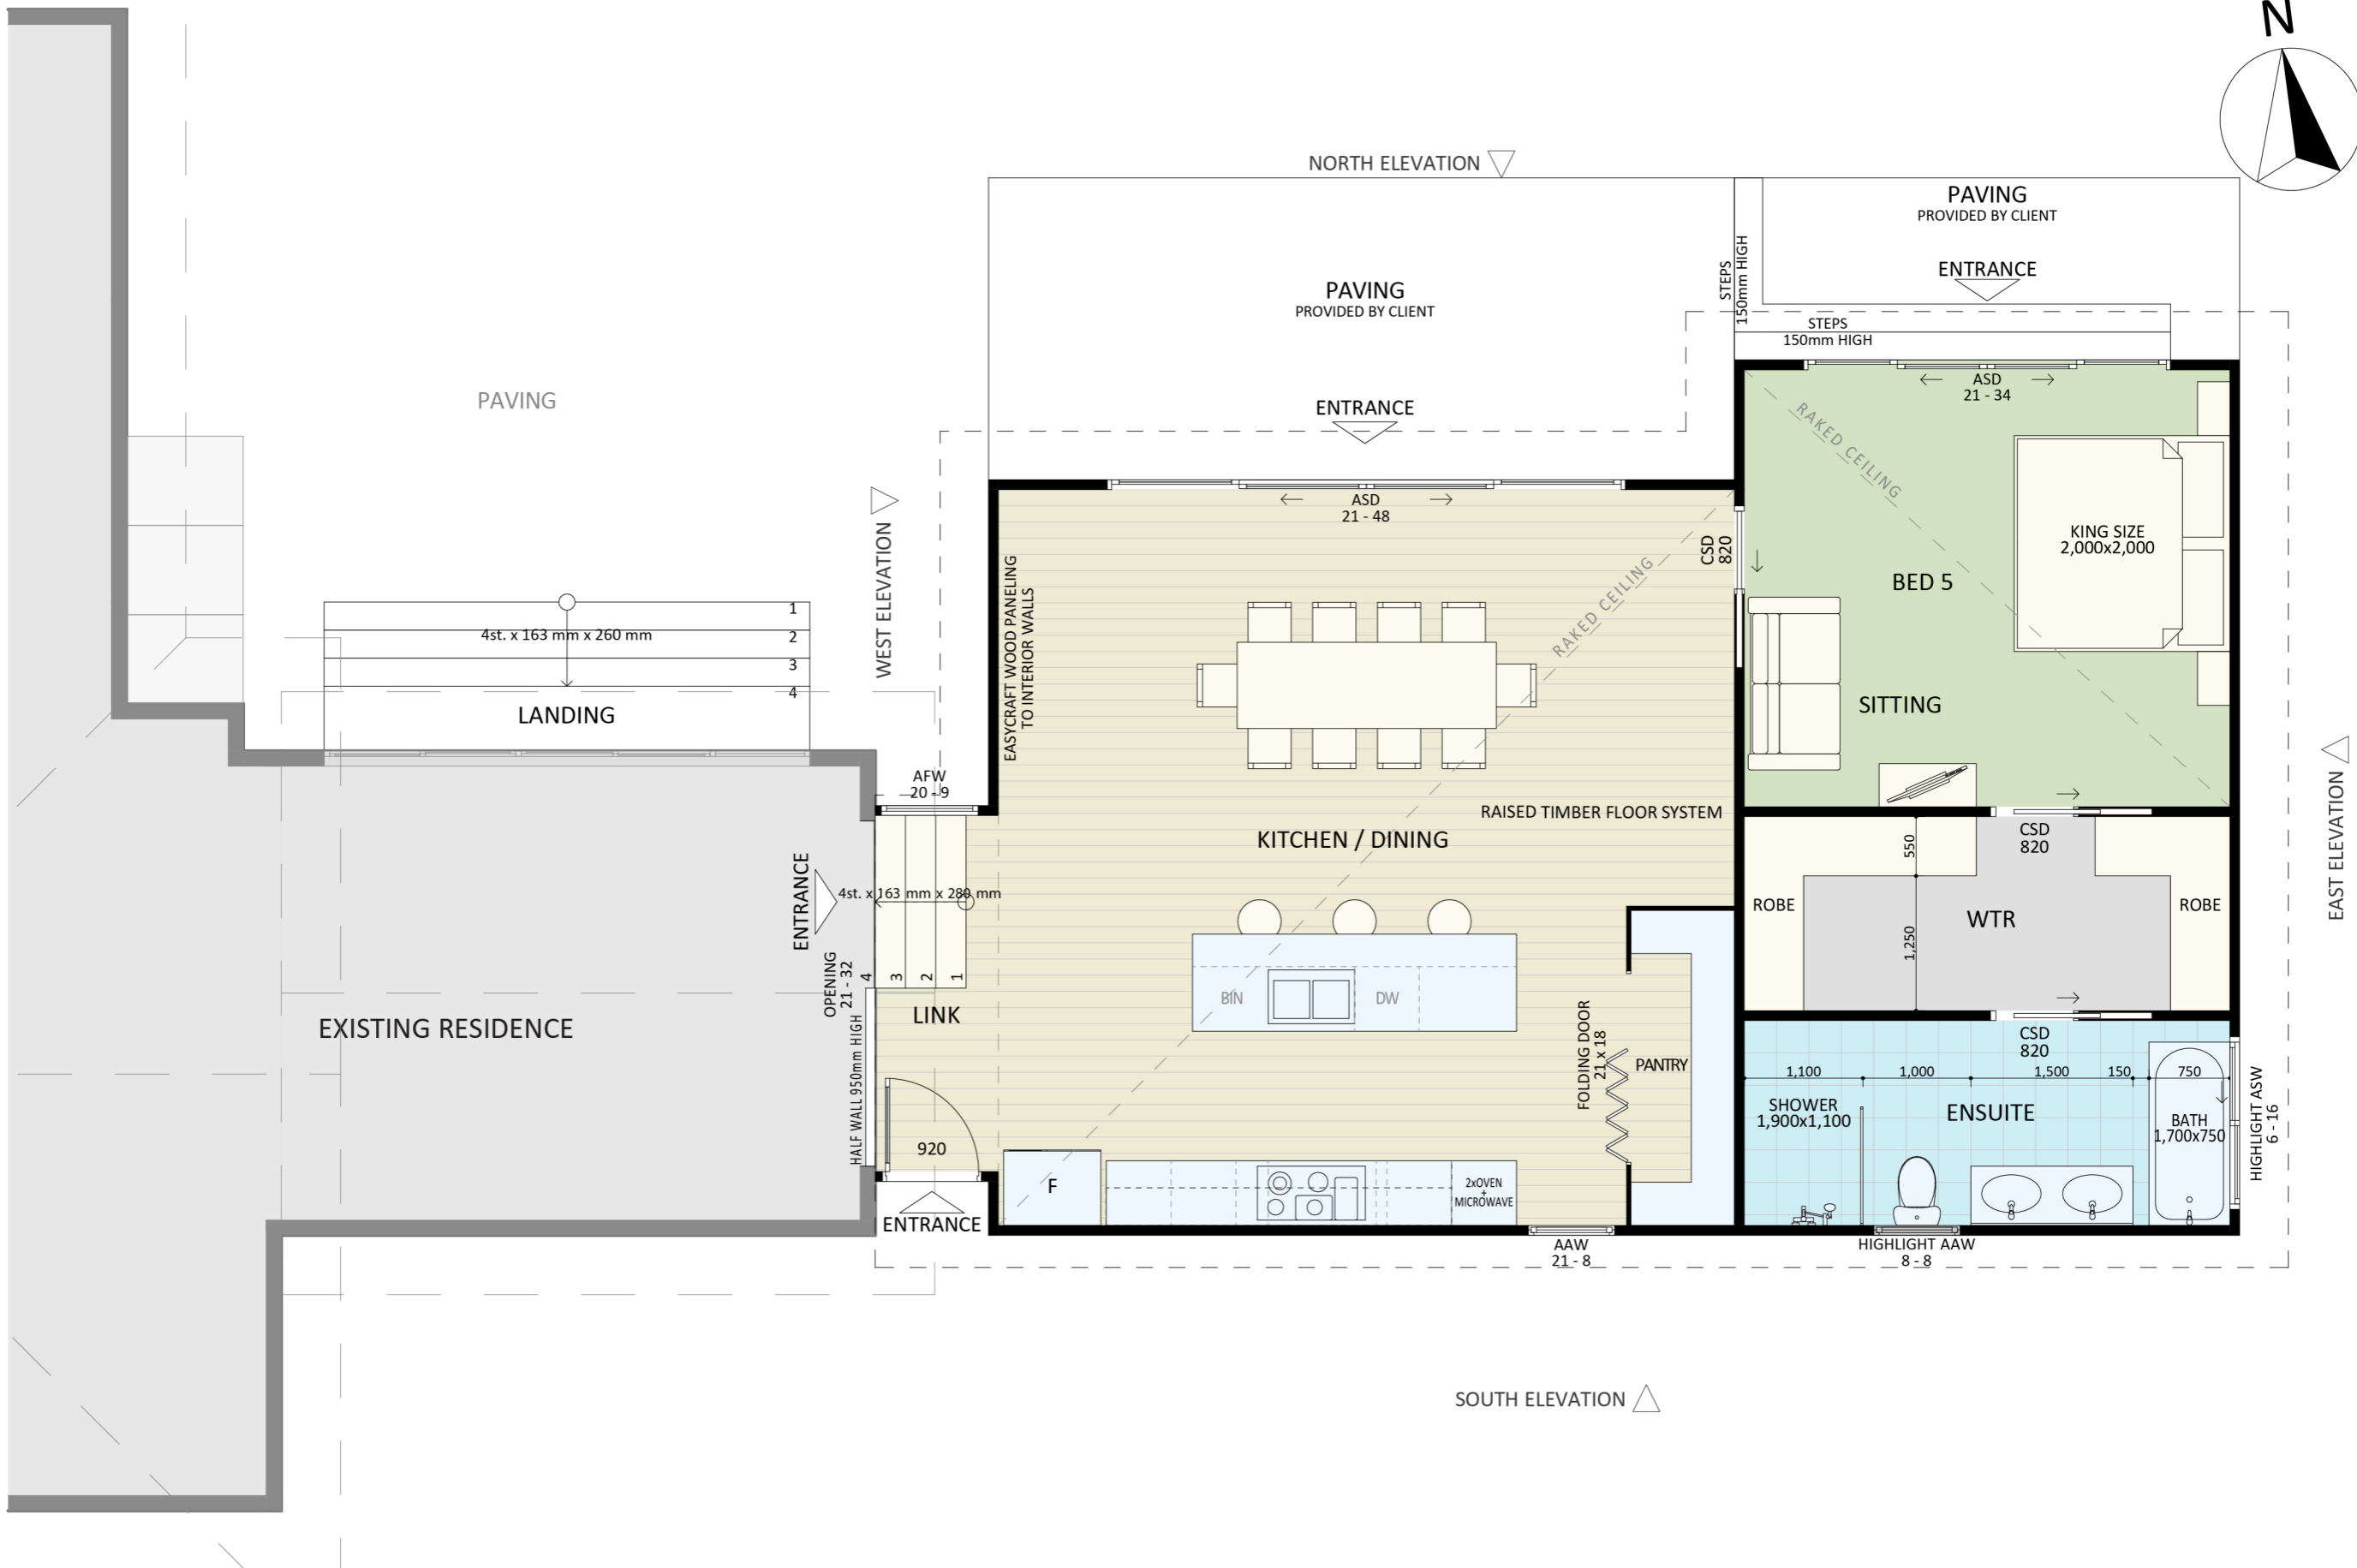 N
NORTH ELEVATION
PAVING
PROVIDED BY CLIENT
ENTRANCE
STEPS
150mm HIGH
STEPS
150mm HIGH
PAVING
PROVIDED BY CLIENT
ENTRANCE
ASD
21 - 34
RAKED CEILING
KING SIZE
2,000x2,000
BED 5
SITTING
PAVING
WEST ELEVATION
ASD
21 - 48
CSD
820
EASYCRAFT WOOD PANELING
TO INTERIOR WALLS
RAKED CEILING
1
4st. x 163 mm x 260 mm
2
3
4
LANDING
AFW
20 - 9
RAISED TIMBER FLOOR SYSTEM
KITCHEN / DINING
ENTRANCE
4st. x 163 mm x 280 mm
OPENING
21 - 32
4
3
2
1
LINK
HALF WALL 950mm HIGH
EXISTING RESIDENCE
920
ENTRANCE
BIN
DW
FOLDING DOOR
21 x 18
PANTRY
F
2xOVEN
+
MICROWAVE
AAW
21 - 8
CSD
820
550
ROBE
WTR
ROBE
1,250
CSD
820
1,100
1,000
1,500
150
750
SHOWER
1,900x1,100
ENSUITE
BATH
1,700x750
HIGHLIGHT ASW
6 - 16
HIGHLIGHT AAW
8 - 8
EAST ELEVATION
SOUTH ELEVATION